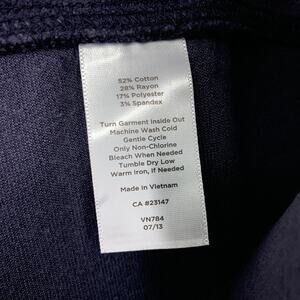 52% Cotton
28% Rayon
17% Polyester
3% Spandex
Turn Garment Inside Out
Machine Wash Cold
Gentle Cycle
Only Non-Chlorine
Bleach When Needed
Tumble Dry Low
Warm Iron, if Needed
Made in Vietnam
CA #23147
VN784
07/13